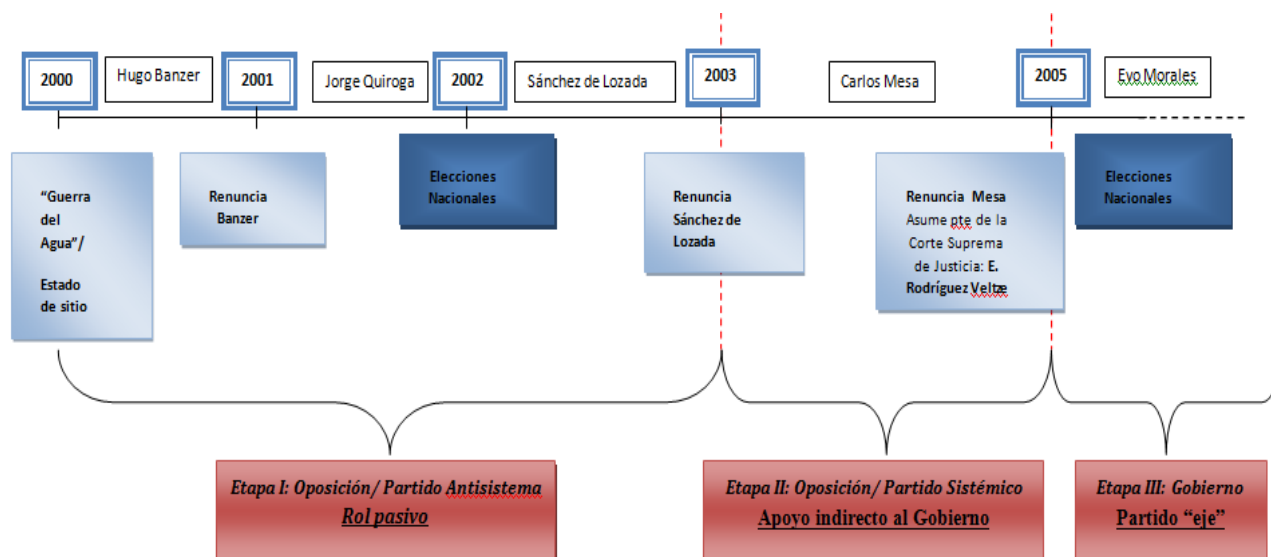 2000
Hugo Banzer
2001
Jorge Quiroga
2002
Sánchez de Lozada
2003
Carlos Mesa
2005
Evo Morales
“Guerra
del
Agua”/
Estado
de sitio
Renuncia
Banzer
Elecciones
Nacionales
Renuncia
Sánchez de
Lozada
Renuncia Mesa
Asume pte de la
Corte Suprema
de Justicia: E.
Rodríguez Veltze
Elecciones
Nacionales
Etapa I: Oposición/ Partido Antisistema
Rol pasivo
Etapa II: Oposición/ Partido Sistémico
Apoyo indirecto al Gobierno
Etapa III: Gobierno
Partido “eje”